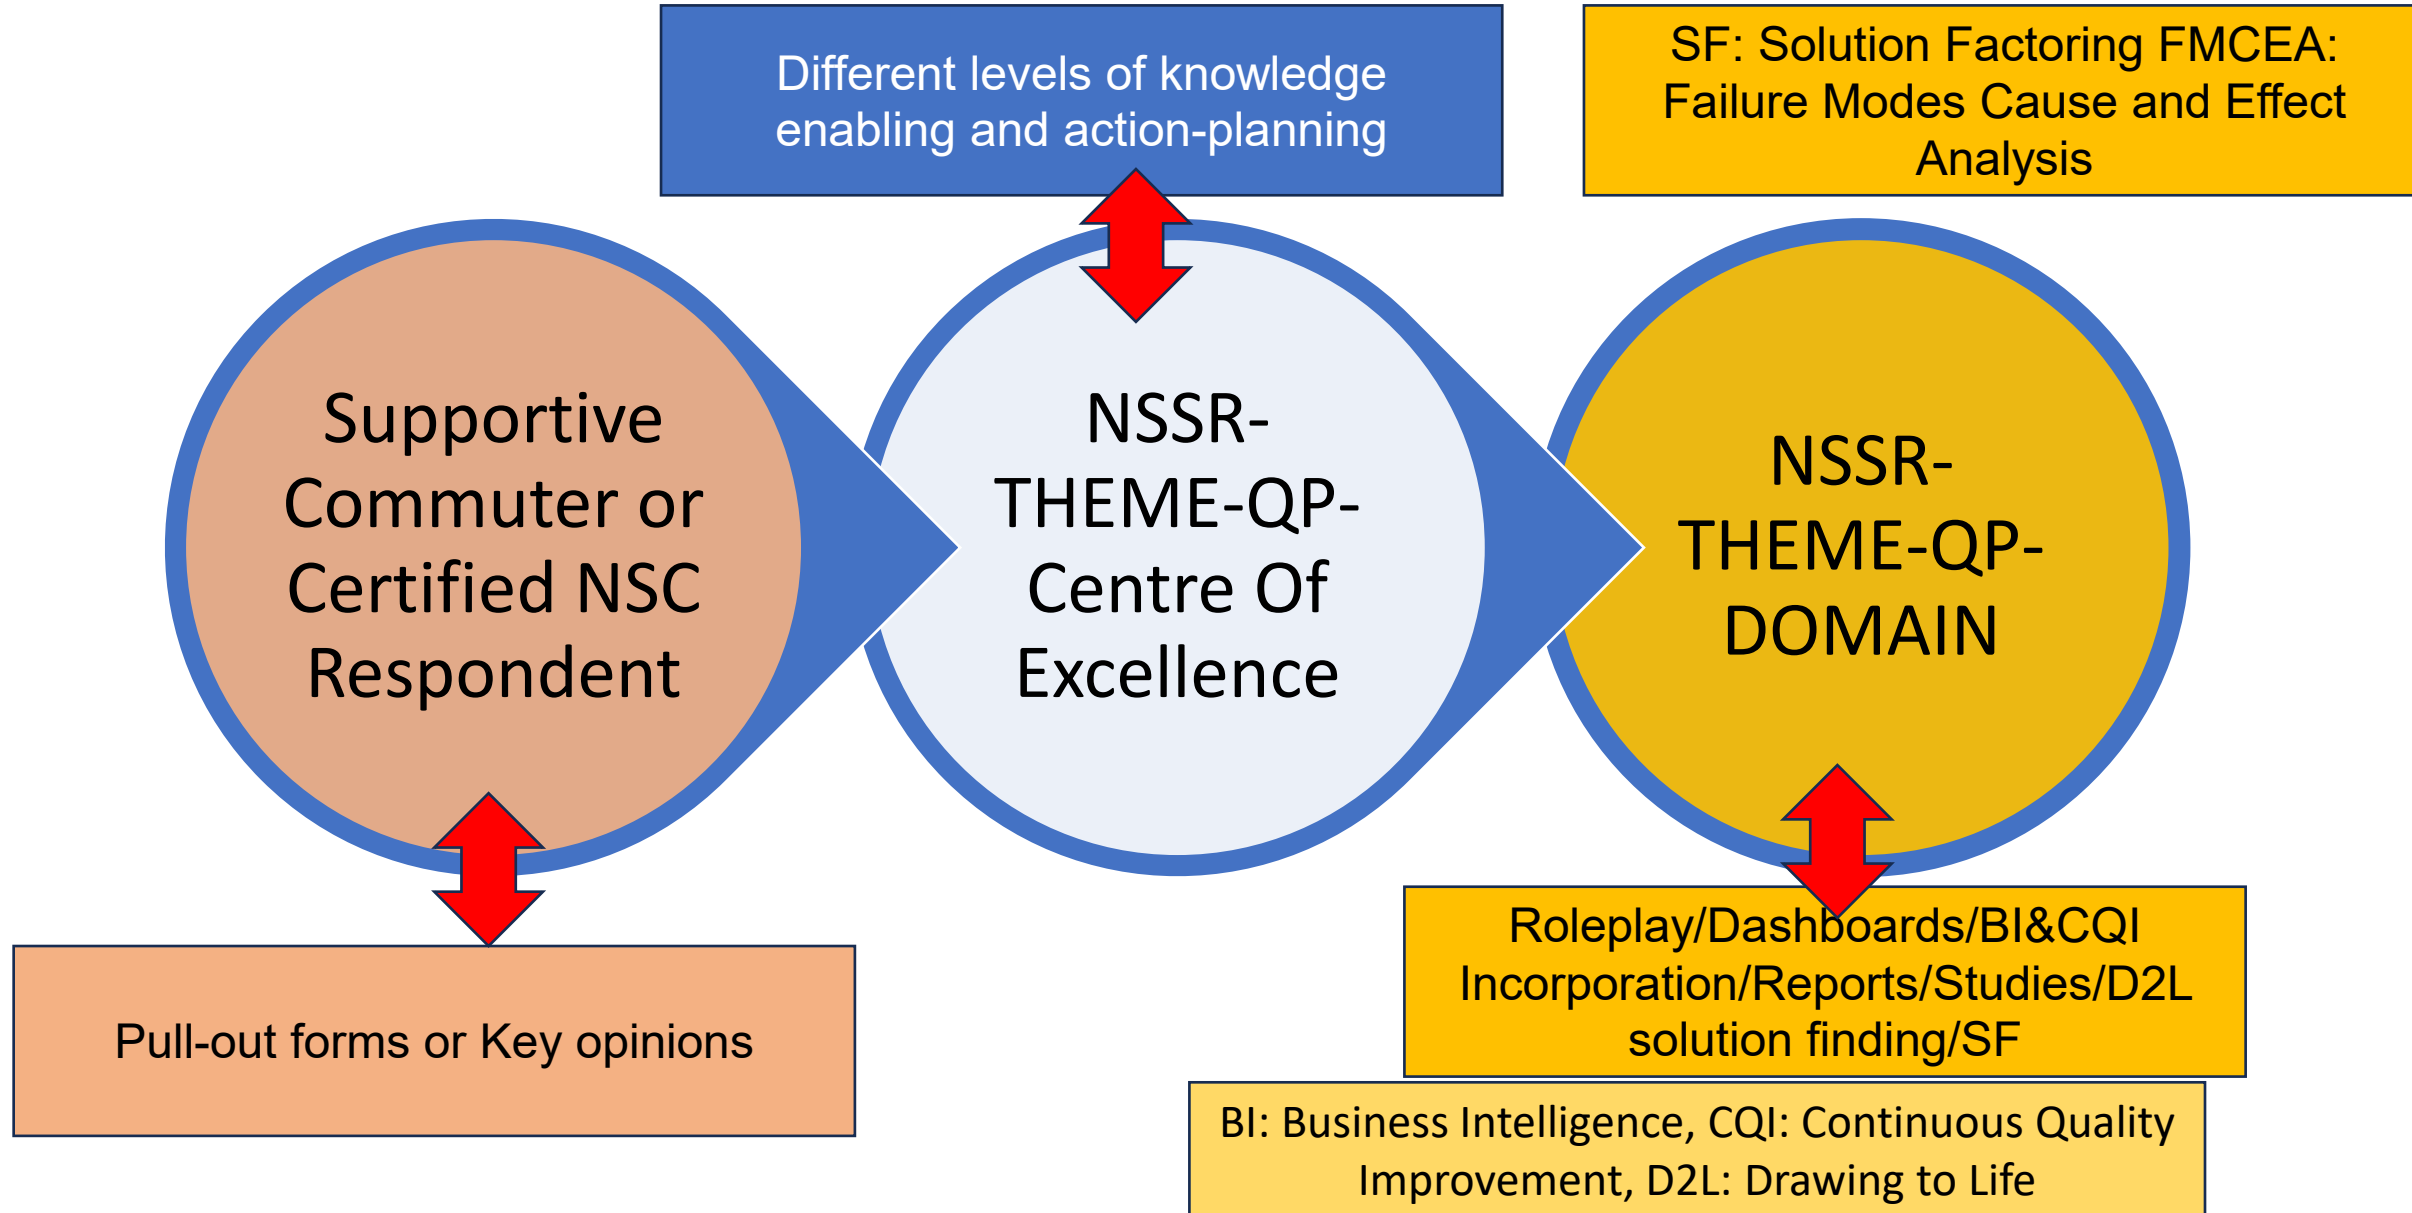 Different levels of knowledge
enabling and action-planning
SF: Solution Factoring FMCEA:
Failure Modes Cause and Effect
Analysis
Supportive
Commuter or
Certified NSC
Respondent
NSSR-
THEME-QP-
Centre Of
Excellence
NSSR-
THEME-QP-
DOMAIN
Pull-out forms or Key opinions
Roleplay/Dashboards/BI&CQI
Incorporation/Reports/Studies/D2L
solution finding/SF
BI: Business Intelligence, CQI: Continuous Quality
Improvement, D2L: Drawing to Life